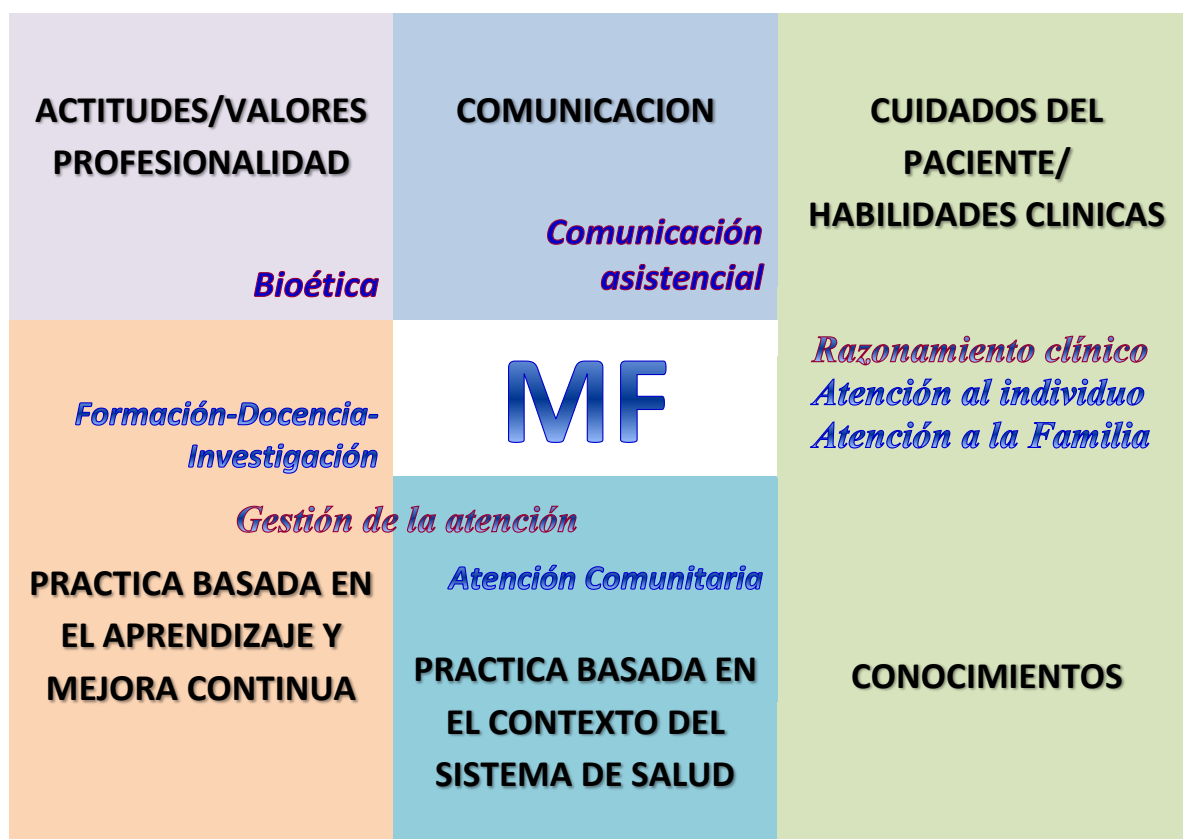 ACTITUDES/VALORES
PROFESIONALIDAD
Bioética
COMUNICACION
Comunicación
asistencial
CUIDADOS DEL
PACIENTE/
HABILIDADES CLINICAS
Razonamiento clínico
Atención al individuo
Atención a la Familia
CONOCIMIENTOS
MF
Formación-Docencia-
Investigación
Gestión de la atención
PRACTICA BASADA EN
EL APRENDIZAJE Y
MEJORA CONTINUA
Atención Comunitaria
PRACTICA BASADA EN
EL CONTEXTO DEL
SISTEMA DE SALUD